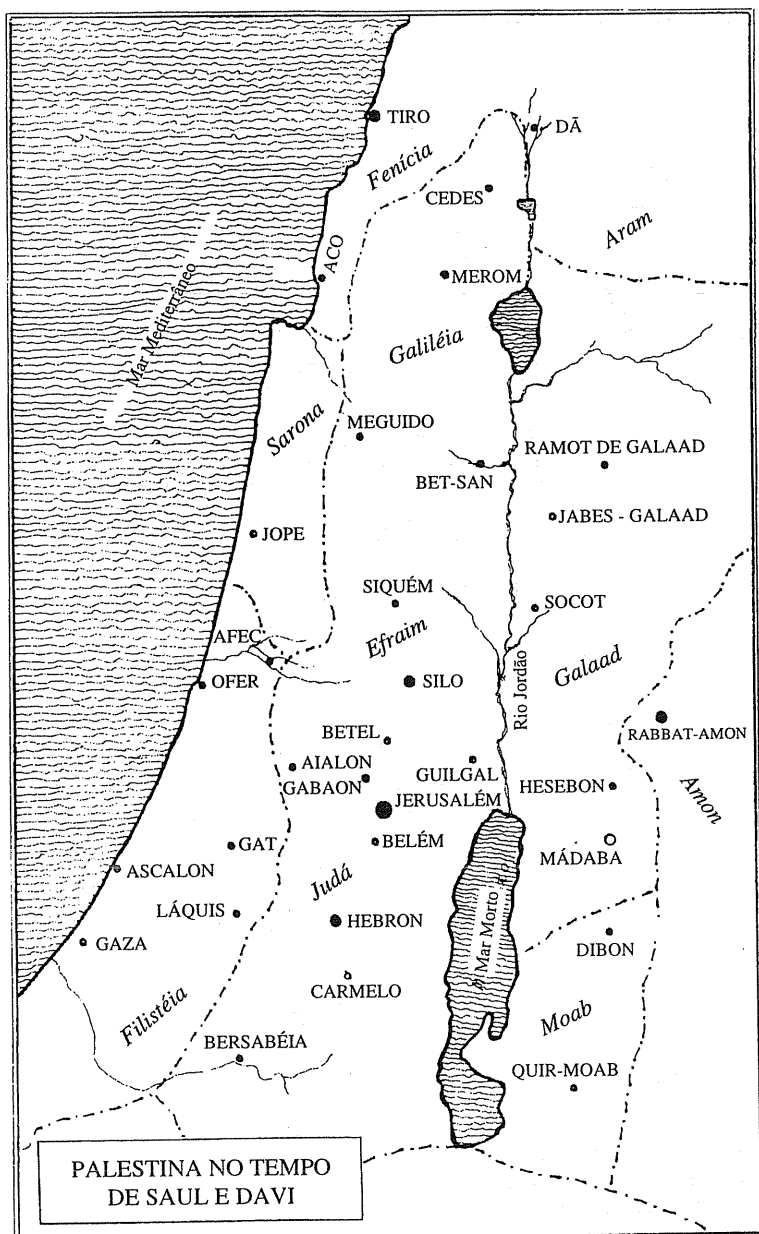 TIRO
DÃ
Fenícia
CEDES
Aram
ACO
MEROM
Mar Mediterrâneo
Galiléia
Sarona
MEGUIDO
RAMOT DE GALAAD
BET-SAN
JABES - GALAAD
JOPE
SIQUÉM
SOCOT
AFEC
Efraim
Galaad
OFER
SILO
Rio Jordão
RABBAT-AMON
BETEL
AIALON
GUILGAL
GABAON
HESEBON
Amon
JERUSALÉM
GAT
BELÉM
MÁDABA
ASCALON
Judá
LÁQUIS
HEBRON
Mar Morto
GAZA
DIBON
CARMELO
Filistéia
Moab
BERSABÉIA
QUIR-MOAB
PALESTINA NO TEMPO
DE SAUL E DAVI